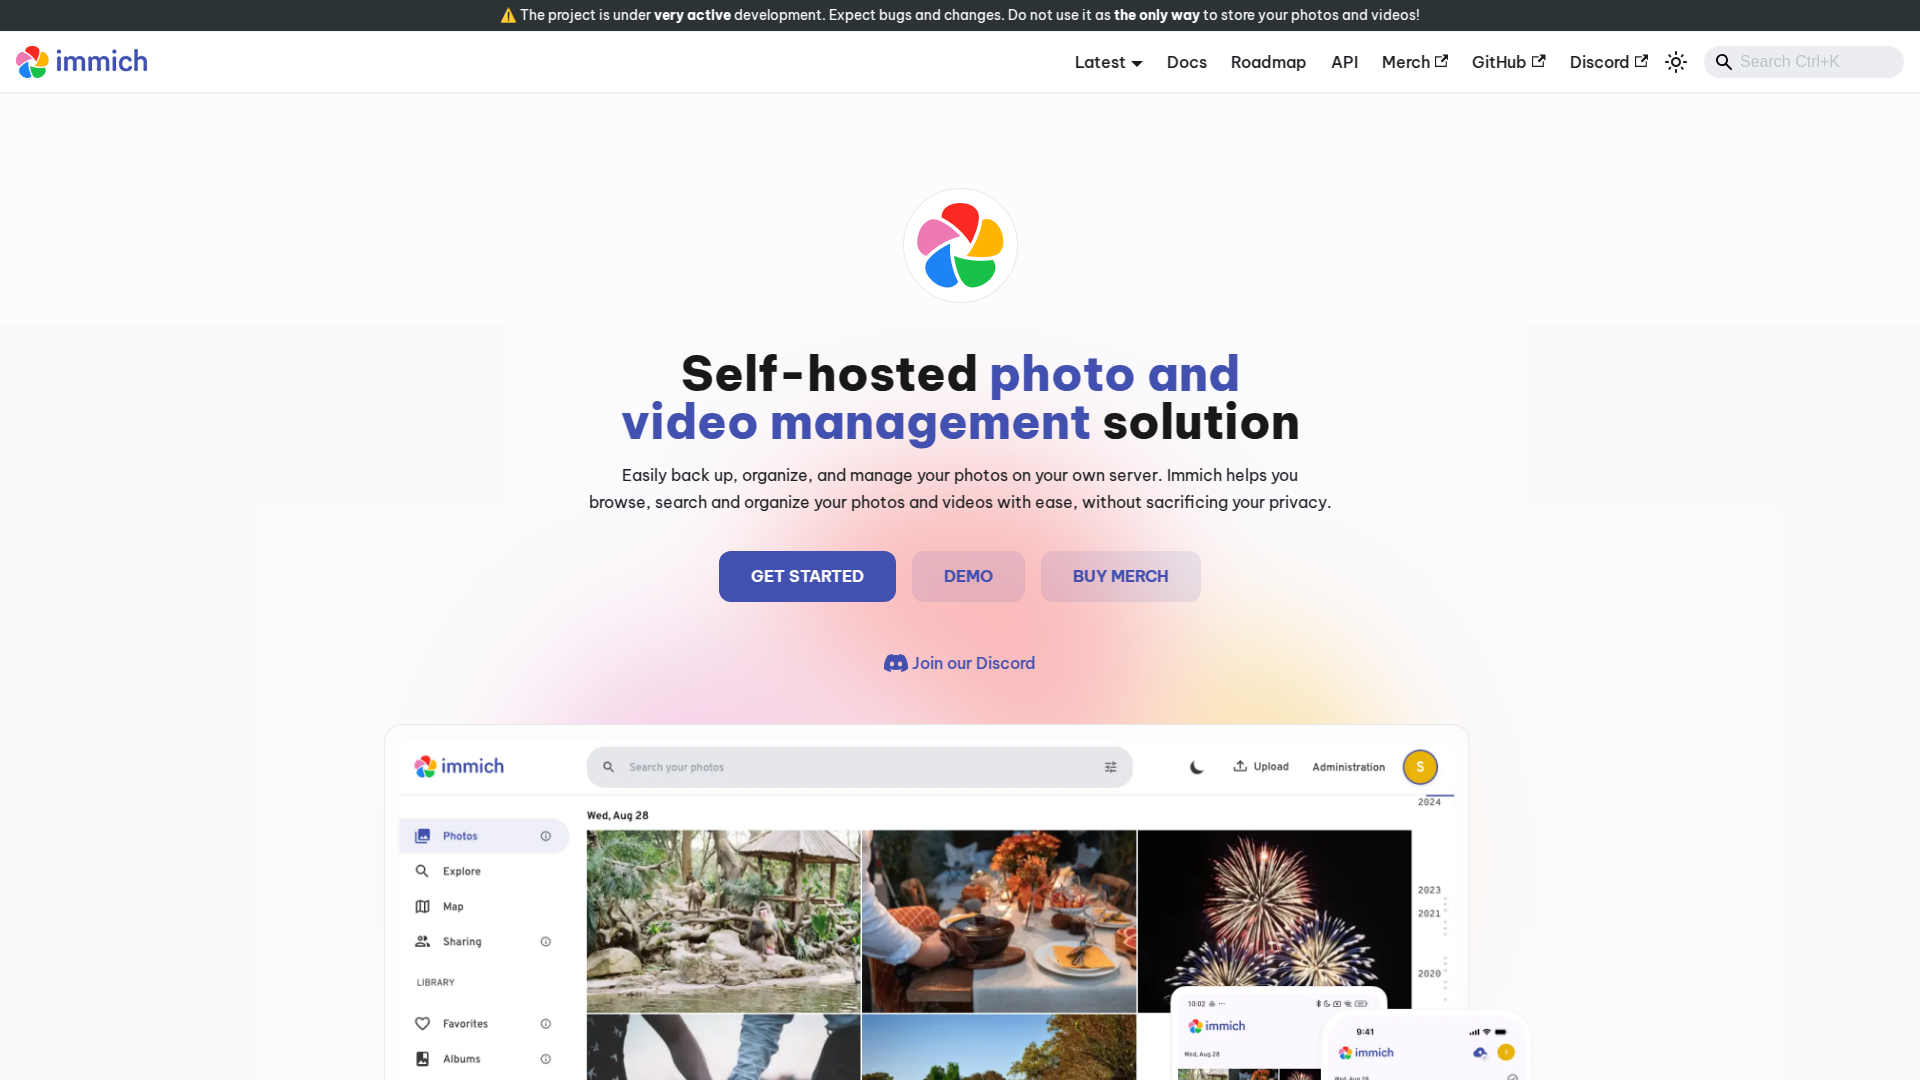 ⚠️ The project is under very active development. Expect bugs and changes. Do not use it as the only way to store your photos and videos!
immich
Latest
Docs
Roadmap
API
Merch
GitHub
Discord
Search Ctrl+K
Self-hosted photo and
video management solution
Easily back up, organize, and manage your photos on your own server. Immich helps you
browse, search and organize your photos and videos with ease, without sacrificing your privacy.
GET STARTED
DEMO
BUY MERCH
Join our Discord
immich
Search your photos
Upload
Administration
S
2024
Wed, Aug 28
Photos
Explore
Map
Sharing
LIBRARY
Favorites
Albums
2023
2021
2020
10:02
immich
Wed, Aug 28
9:41
immich